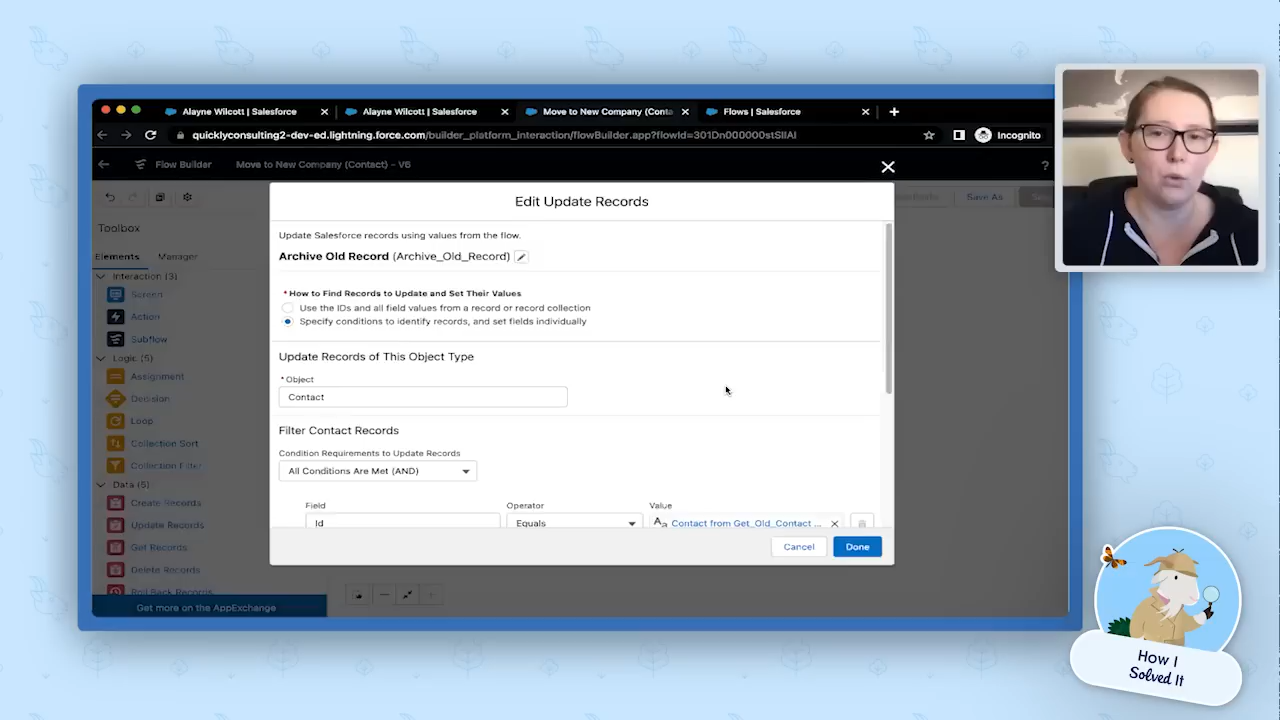 Alayne Wilcott | Salesforce
Alayne Wilcott | Salesforce
Move to New Company (Conta
Flows | Salesforce
quicklyconsulting2-dev-ed.lightning.force.com/builder_platform_interaction/flowBuilder.app?flowId=301Dn000000stSIIAI
Incognito
Flow Builder
Move to New Company (Contact) – V5
?
Save As
Edit Update Records
Toolbox
Elements
Manager
Interaction (3)
Screen
Action
Subflow
Logic (5)
Assignment
Decision
Loop
Collection Sort
Collection Filter
Data (5)
Create Records
Update Records
Get Records
Delete Records
Roll Back Records
Get more on the AppExchange
Update Salesforce records using values from the flow.
Archive Old Record (Archive_Old_Record)
* How to Find Records to Update and Set Their Values
Use the IDs and all field values from a record or record collection
Specify conditions to identify records, and set fields individually
Update Records of This Object Type
* Object
Contact
Filter Contact Records
Condition Requirements to Update Records
All Conditions Are Met (AND)
Field
Operator
Value
Id
Equals
Aa Contact from Get_Old_Contact ...
Cancel
Done
How I
Solved It